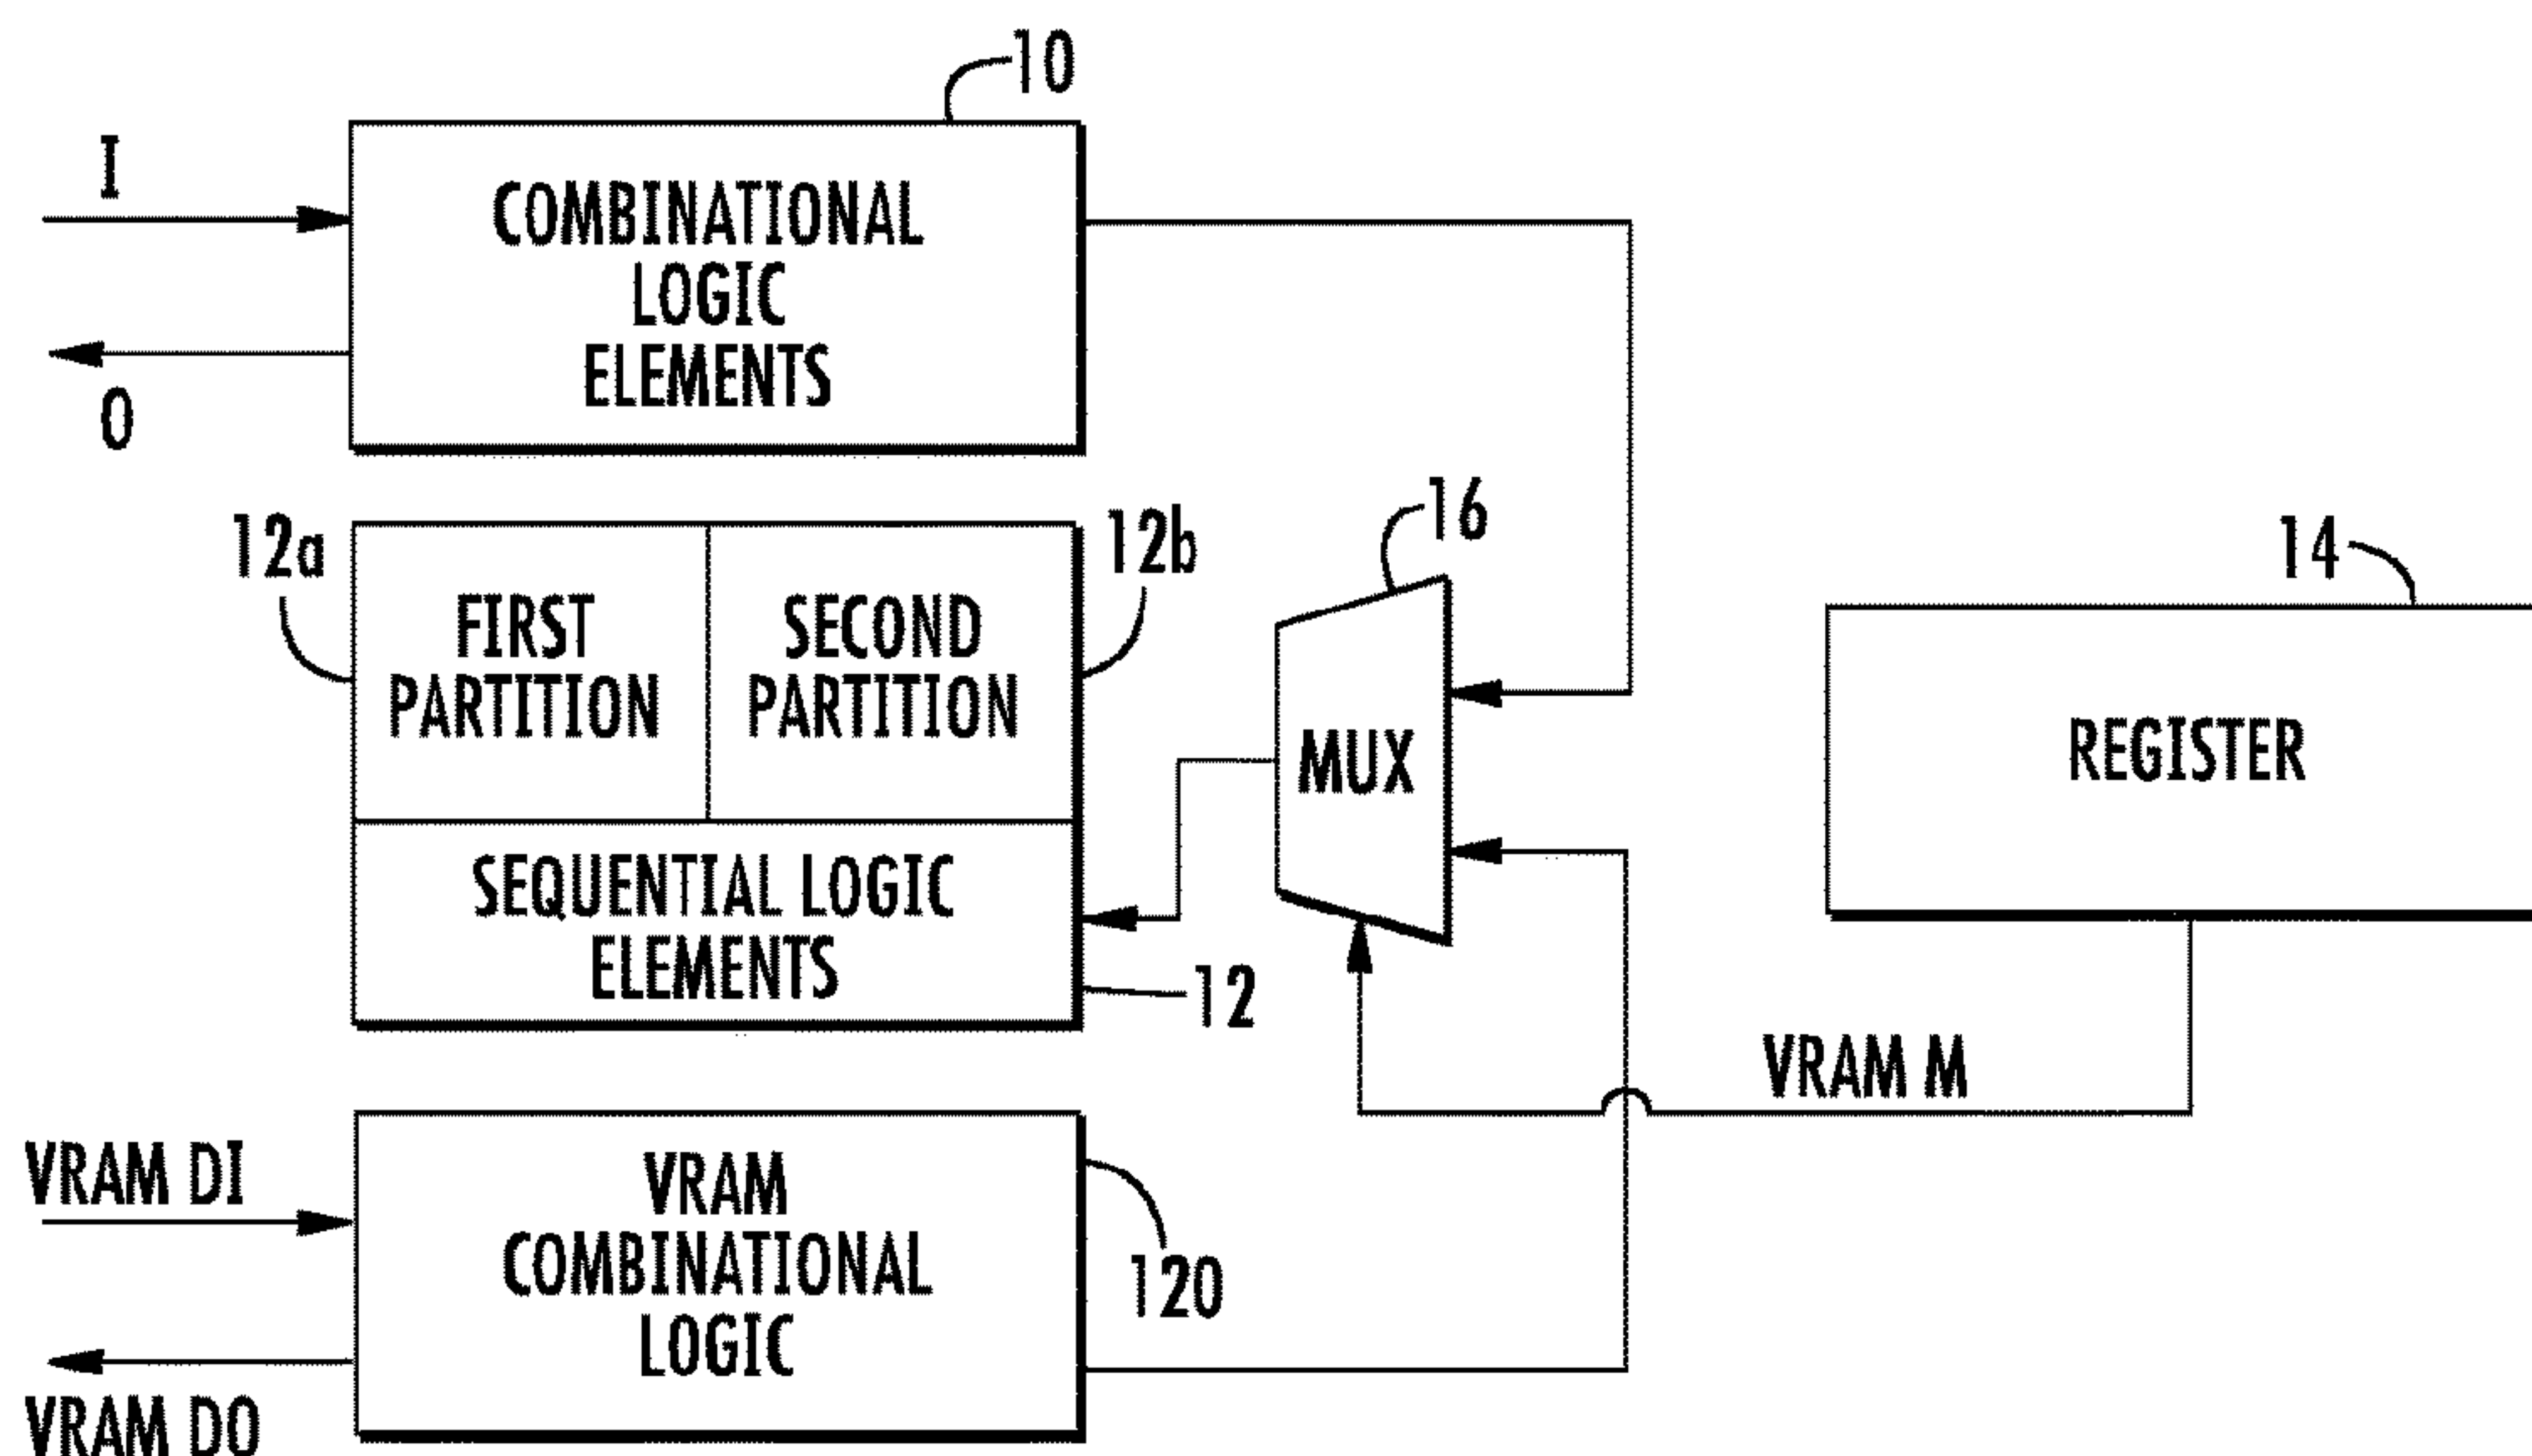 10
I
COMBINATIONAL
LOGIC
ELEMENTS
O
12a
12b
16
14
FIRST
PARTITION
SECOND
PARTITION
MUX
REGISTER
SEQUENTIAL LOGIC
ELEMENTS
12
VRAM M
VRAM DI
VRAM
COMBINATIONAL
LOGIC
120
VRAM DO